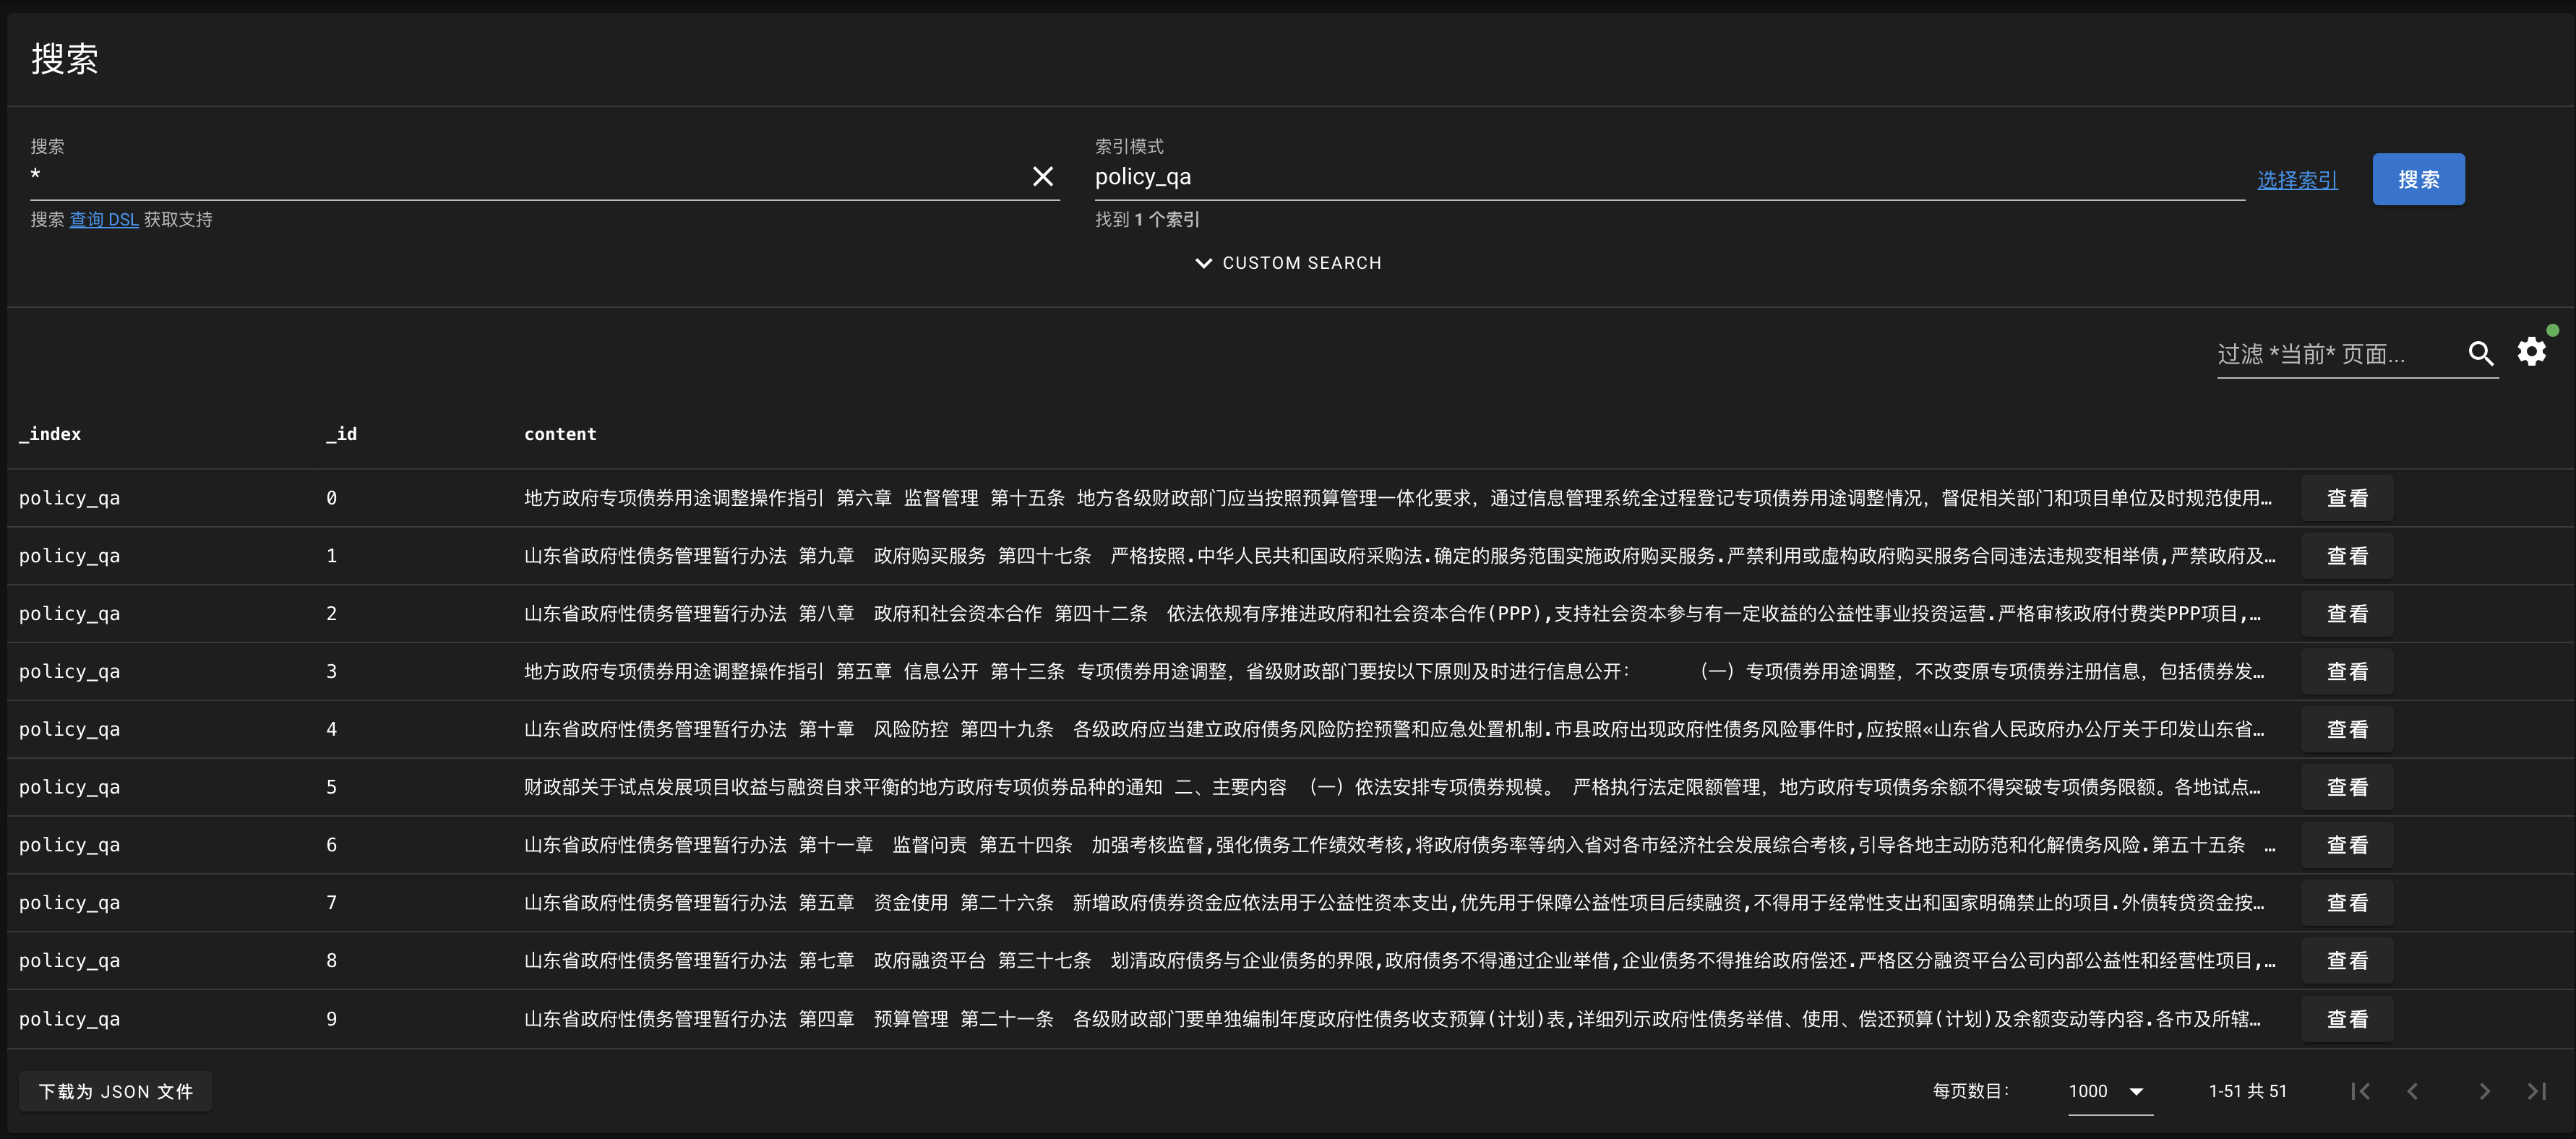 搜索
搜索
*
搜索 查询 DSL 获取支持
索引模式
policy_qa
找到 1 个索引
选择索引
搜索
CUSTOM SEARCH
过滤 *当前* 页面...
_index _id content
policy_qa 0 地方政府专项债券用途调整操作指引 第六章 监督管理 第十五条 地方各级财政部门应当按照预算管理一体化要求，通过信息管理系统全过程登记专项债券用途调整情况，督促相关部门和项目单位及时规范使用… 查看
policy_qa 1 山东省政府性债务管理暂行办法 第九章 政府购买服务 第四十七条 严格按照.中华人民共和国政府采购法.确定的服务范围实施政府购买服务.严禁利用或虚构政府购买服务合同违法违规变相举债,严禁政府及… 查看
policy_qa 2 山东省政府性债务管理暂行办法 第八章 政府和社会资本合作 第四十二条 依法依规有序推进政府和社会资本合作(PPP),支持社会资本参与有一定收益的公益性事业投资运营.严格审核政府付费类PPP项目,… 查看
policy_qa 3 地方政府专项债券用途调整操作指引 第五章 信息公开 第十三条 专项债券用途调整，省级财政部门要按以下原则及时进行信息公开： （一）专项债券用途调整，不改变原专项债券注册信息，包括债券发… 查看
policy_qa 4 山东省政府性债务管理暂行办法 第十章 风险防控 第四十九条 各级政府应当建立政府债务风险防控预警和应急处置机制.市县政府出现政府性债务风险事件时,应按照«山东省人民政府办公厅关于印发山东省… 查看
policy_qa 5 财政部关于试点发展项目收益与融资自求平衡的地方政府专项债券品种的通知 二、主要内容 （一）依法安排专项债券规模。 严格执行法定限额管理，地方政府专项债务余额不得突破专项债务限额。各地试点… 查看
policy_qa 6 山东省政府性债务管理暂行办法 第十一章 监督问责 第五十四条 加强考核监督,强化债务工作绩效考核,将政府债务率等纳入省对各市经济社会发展综合考核,引导各地主动防范和化解债务风险.第五十五条 … 查看
policy_qa 7 山东省政府性债务管理暂行办法 第五章 资金使用 第二十六条 新增政府债券资金应依法用于公益性资本支出,优先用于保障公益性项目后续融资,不得用于经常性支出和国家明确禁止的项目.外债转贷资金按… 查看
policy_qa 8 山东省政府性债务管理暂行办法 第七章 政府融资平台 第三十七条 划清政府债务与企业债务的界限,政府债务不得通过企业举借,企业债务不得推给政府偿还.严格区分融资平台公司内部公益性和经营性项目,… 查看
policy_qa 9 山东省政府性债务管理暂行办法 第四章 预算管理 第二十一条 各级财政部门要单独编制年度政府性债务收支预算(计划)表,详细列示政府性债务举借、使用、偿还预算(计划)及余额变动等内容.各市及所辖… 查看
下载为 JSON 文件
每页数目： 1000 1-51 共 51